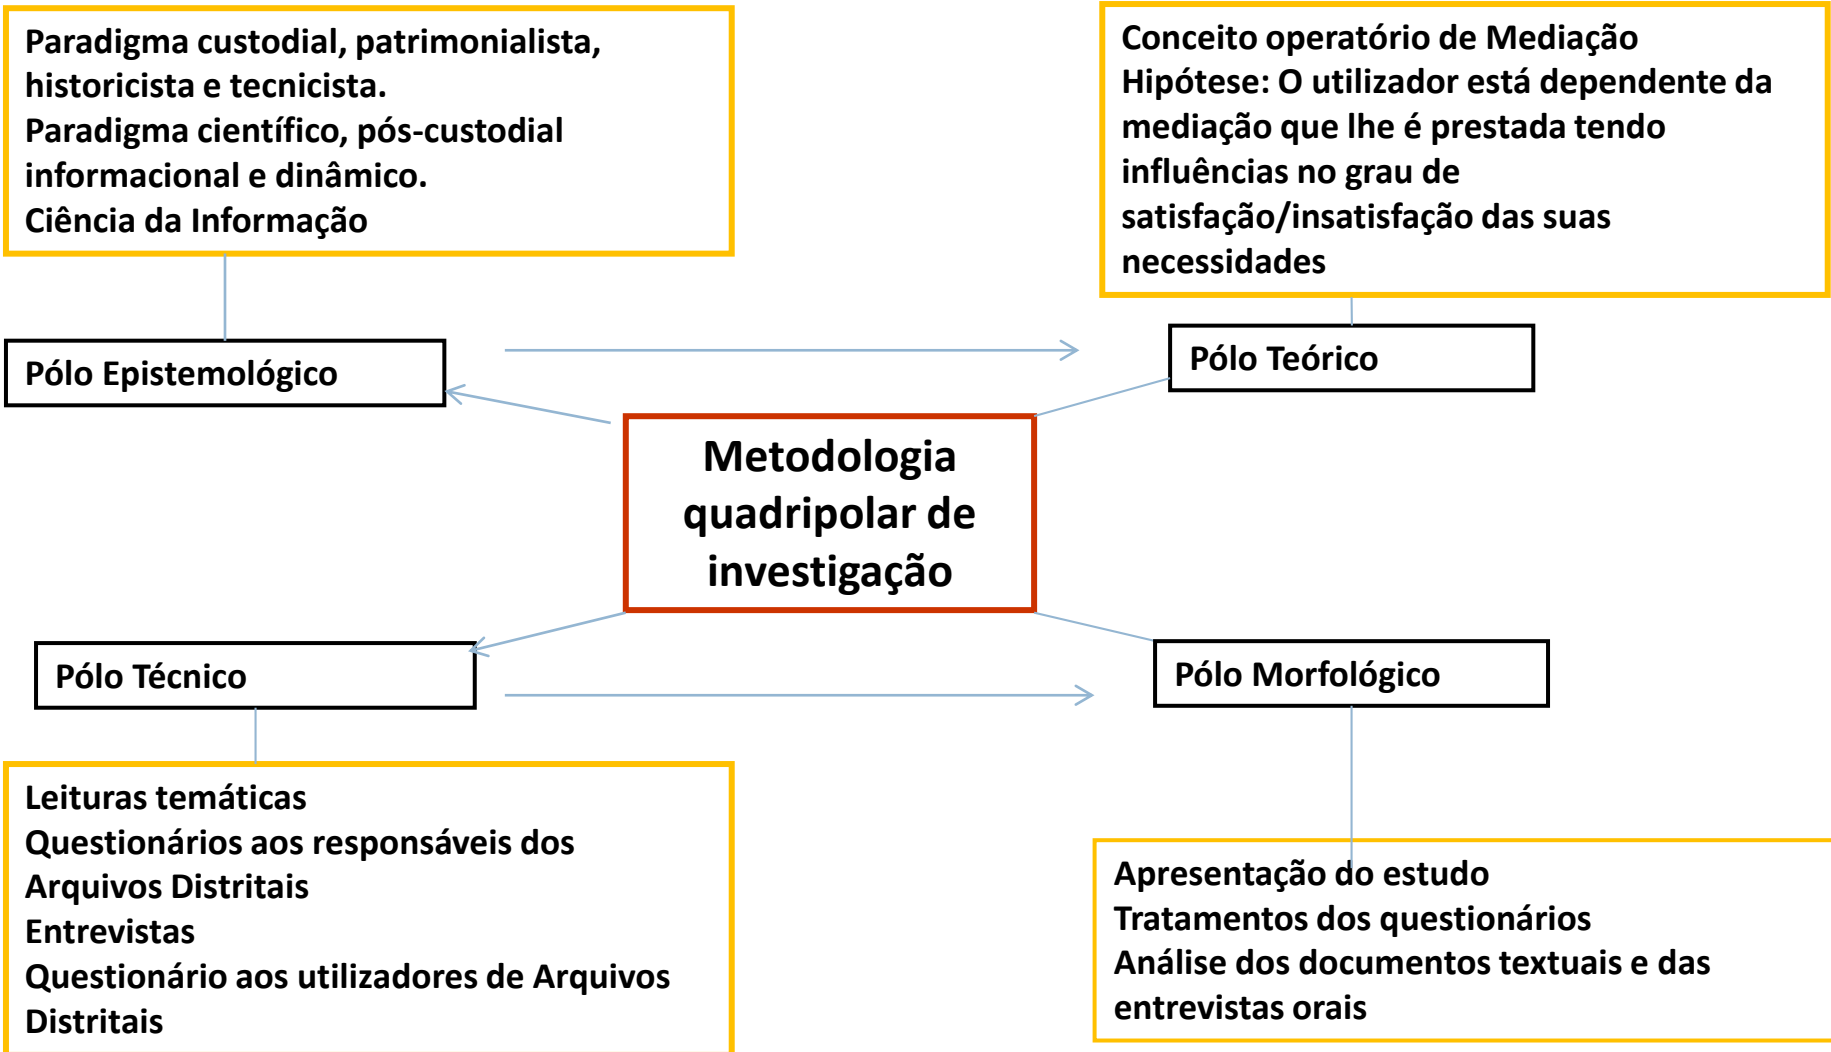 Paradigma custodial, patrimonialista,
historicista e tecnicista.
Paradigma científico, pós-custodial
informacional e dinâmico.
Ciência da Informação
Conceito operatório de Mediação
Hipótese: O utilizador está dependente da
mediação que lhe é prestada tendo
influências no grau de
satisfação/insatisfação das suas
necessidades
Pólo Epistemológico
Pólo Teórico
Metodologia
quadripolar de
investigação
Pólo Técnico
Pólo Morfológico
Leituras temáticas
Questionários aos responsáveis dos
Arquivos Distritais
Entrevistas
Questionário aos utilizadores de Arquivos
Distritais
Apresentação do estudo
Tratamentos dos questionários
Análise dos documentos textuais e das
entrevistas orais